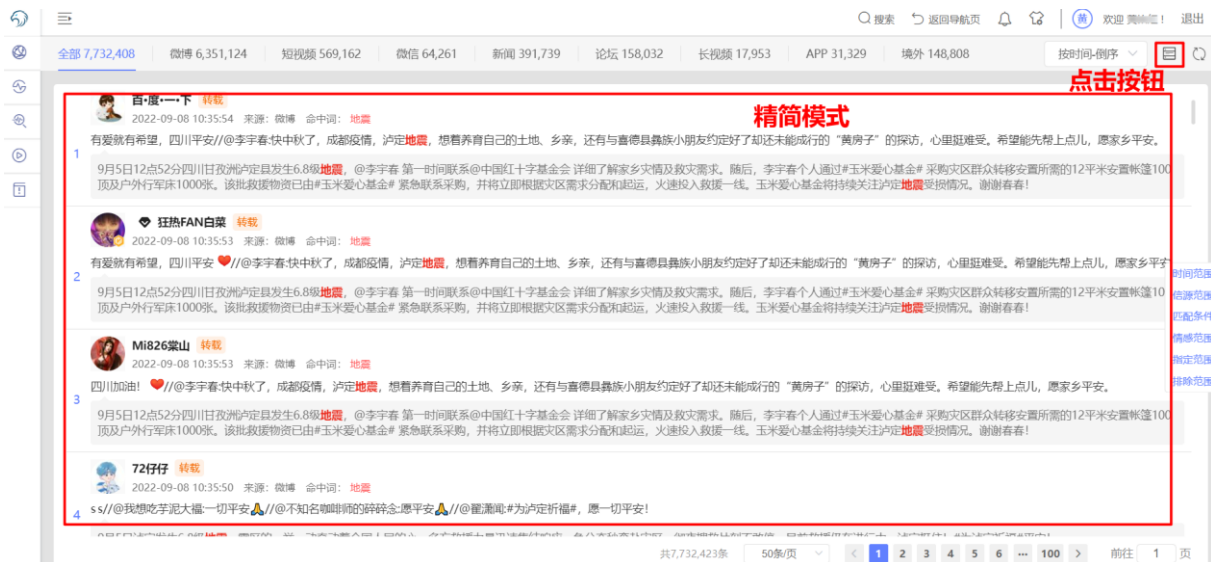 搜索 返回导航页 黄 欢迎 退出
全部 7,732,408 微博 6,351,124 短视频 569,162 微信 64,261 新闻 391,739 论坛 158,032 长视频 17,953 APP 31,329 境外 148,808 按时间-倒序
点击按钮
精简模式
百·度·一·下 转载
2022-09-08 10:35:54 来源: 微博 命中词: 地震
有爱就有希望，四川平安//@李宇春:快中秋了，成都疫情，泸定地震，想着养育自己的土地、乡亲，还有与喜德县彝族小朋友约定好了却还未能成行的“黄房子”的探访，心里挺难受。希望能先帮上点儿，愿家乡平安。
1
9月5日12点52分四川甘孜洲泸定县发生6.8级地震，@李宇春 第一时间联系@中国红十字基金会 详细了解家乡灾情及救灾需求。随后，李宇春个人通过#玉米爱心基金# 采购灾区群众转移安置所需的12平米安置帐篷100
顶及户外行军床1000张。该批救援物资已由#玉米爱心基金# 紧急联系采购，并将立即根据灾区需求分配和起运，火速投入救援一线。玉米爱心基金将持续关注泸定地震受损情况。谢谢春春！
狂热FAN白菜 转载
2022-09-08 10:35:53 来源: 微博 命中词: 地震
有爱就有希望，四川平安 ❤//@李宇春:快中秋了，成都疫情，泸定地震，想着养育自己的土地、乡亲，还有与喜德县彝族小朋友约定好了却还未能成行的“黄房子”的探访，心里挺难受。希望能先帮上点儿，愿家乡平安
2
9月5日12点52分四川甘孜洲泸定县发生6.8级地震，@李宇春 第一时间联系@中国红十字基金会 详细了解家乡灾情及救灾需求。随后，李宇春个人通过#玉米爱心基金# 采购灾区群众转移安置所需的12平米安置帐篷10
顶及户外行军床1000张。该批救援物资已由#玉米爱心基金# 紧急联系采购，并将立即根据灾区需求分配和起运，火速投入救援一线。玉米爱心基金将持续关注泸定地震受损情况。谢谢春春！
时间范围
信源范围
匹配条件
情感范围
指定范围
排除范围
Mi826棠山 转载
2022-09-08 10:35:53 来源: 微博 命中词: 地震
四川加油！ ❤//@李宇春:快中秋了，成都疫情，泸定地震，想着养育自己的土地、乡亲，还有与喜德县彝族小朋友约定好了却还未能成行的“黄房子”的探访，心里挺难受。希望能先帮上点儿，愿家乡平安。
3
9月5日12点52分四川甘孜洲泸定县发生6.8级地震，@李宇春 第一时间联系@中国红十字基金会 详细了解家乡灾情及救灾需求。随后，李宇春个人通过#玉米爱心基金# 采购灾区群众转移安置所需的12平米安置帐篷100
顶及户外行军床1000张。该批救援物资已由#玉米爱心基金# 紧急联系采购，并将立即根据灾区需求分配和起运，火速投入救援一线。玉米爱心基金将持续关注泸定地震受损情况。谢谢春春！
72仔仔 转载
2022-09-08 10:35:50 来源: 微博 命中词: 地震
4
s s//@我想吃芋泥大福:一切平安🙏//@不知名咖啡师的碎碎念:愿平安🙏//@翟潇闻:#为泸定祈福#，愿一切平安！
共7,732,423条 50条/页 < 1 2 3 4 5 6 ··· 100 > 前往 1 页